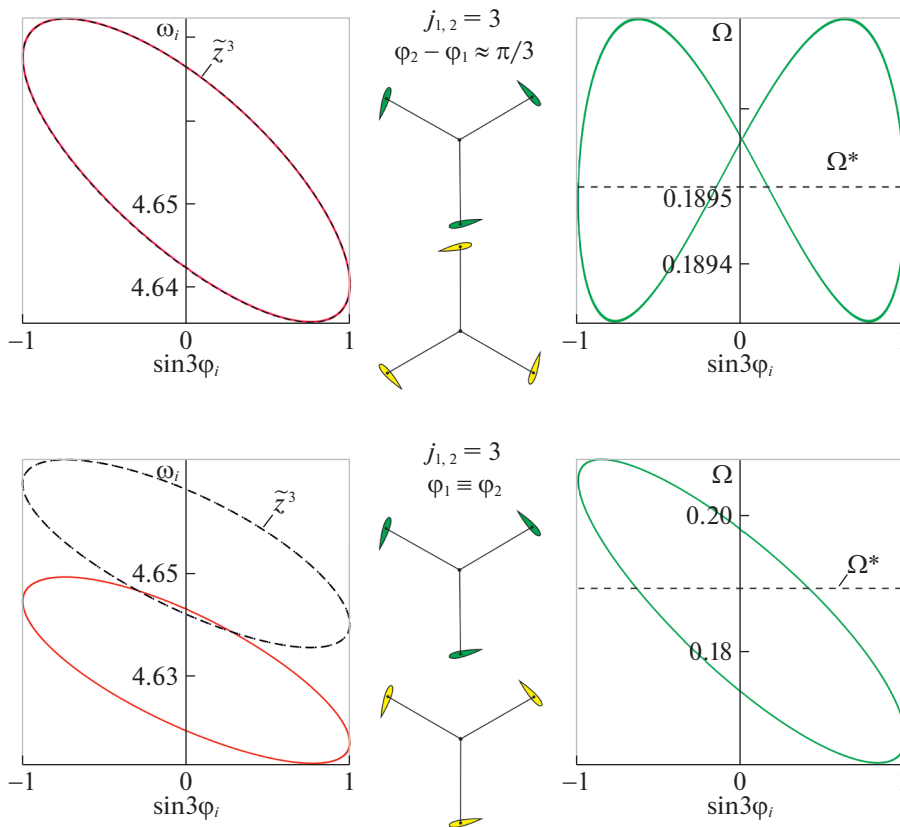 ωᵢ
z̃³
4.65
4.64
−1 0 1
sin3φᵢ
j₁,₂ = 3
φ₂ − φ₁ ≈ π/3
Ω
Ω*
0.1895
0.1894
−1 0
sin3φᵢ
ωᵢ
z̃³
4.65
4.63
−1 0 1
sin3φᵢ
j₁,₂ = 3
φ₁ ≡ φ₂
Ω
0.20
Ω*
0.18
−1 0
sin3φᵢ